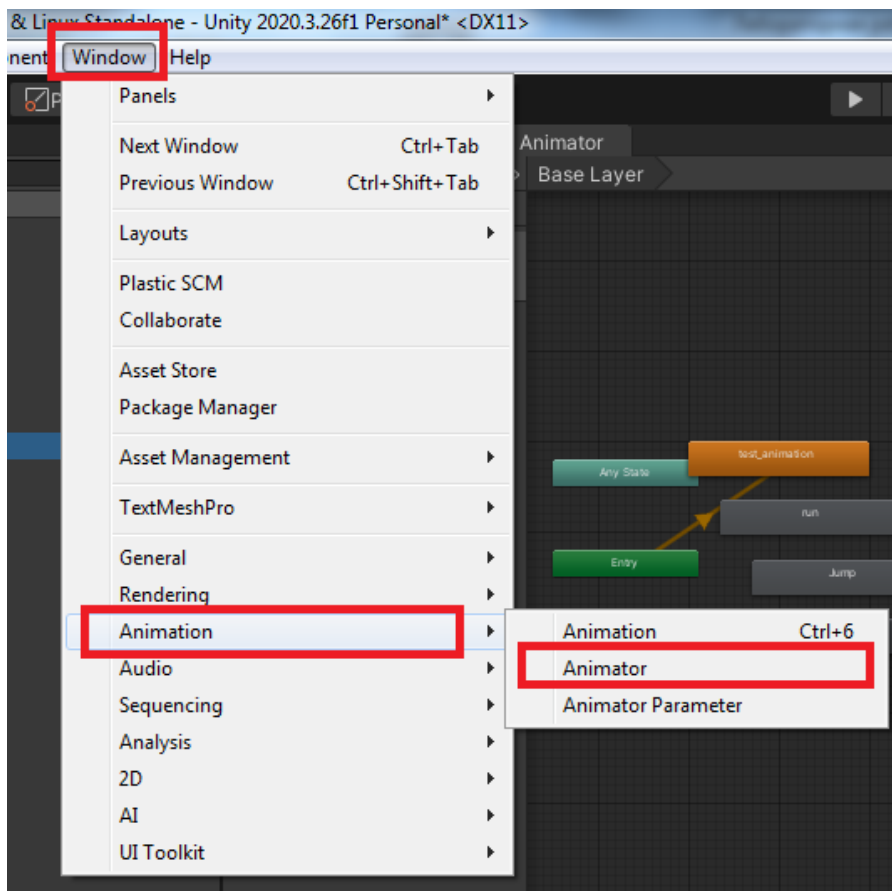 & Linux Standalone - Unity 2020.3.26f1 Personal* <DX11>
nent Window Help
Panels
Next Window Ctrl+Tab
Previous Window Ctrl+Shift+Tab
Layouts
Plastic SCM
Collaborate
Asset Store
Package Manager
Asset Management
TextMeshPro
General
Rendering
Animation
Audio
Sequencing
Analysis
2D
AI
UI Toolkit
Animation Ctrl+6
Animator
Animator Parameter
P
Animator
Base Layer
test_animation
Any State
run
Entry
Jump